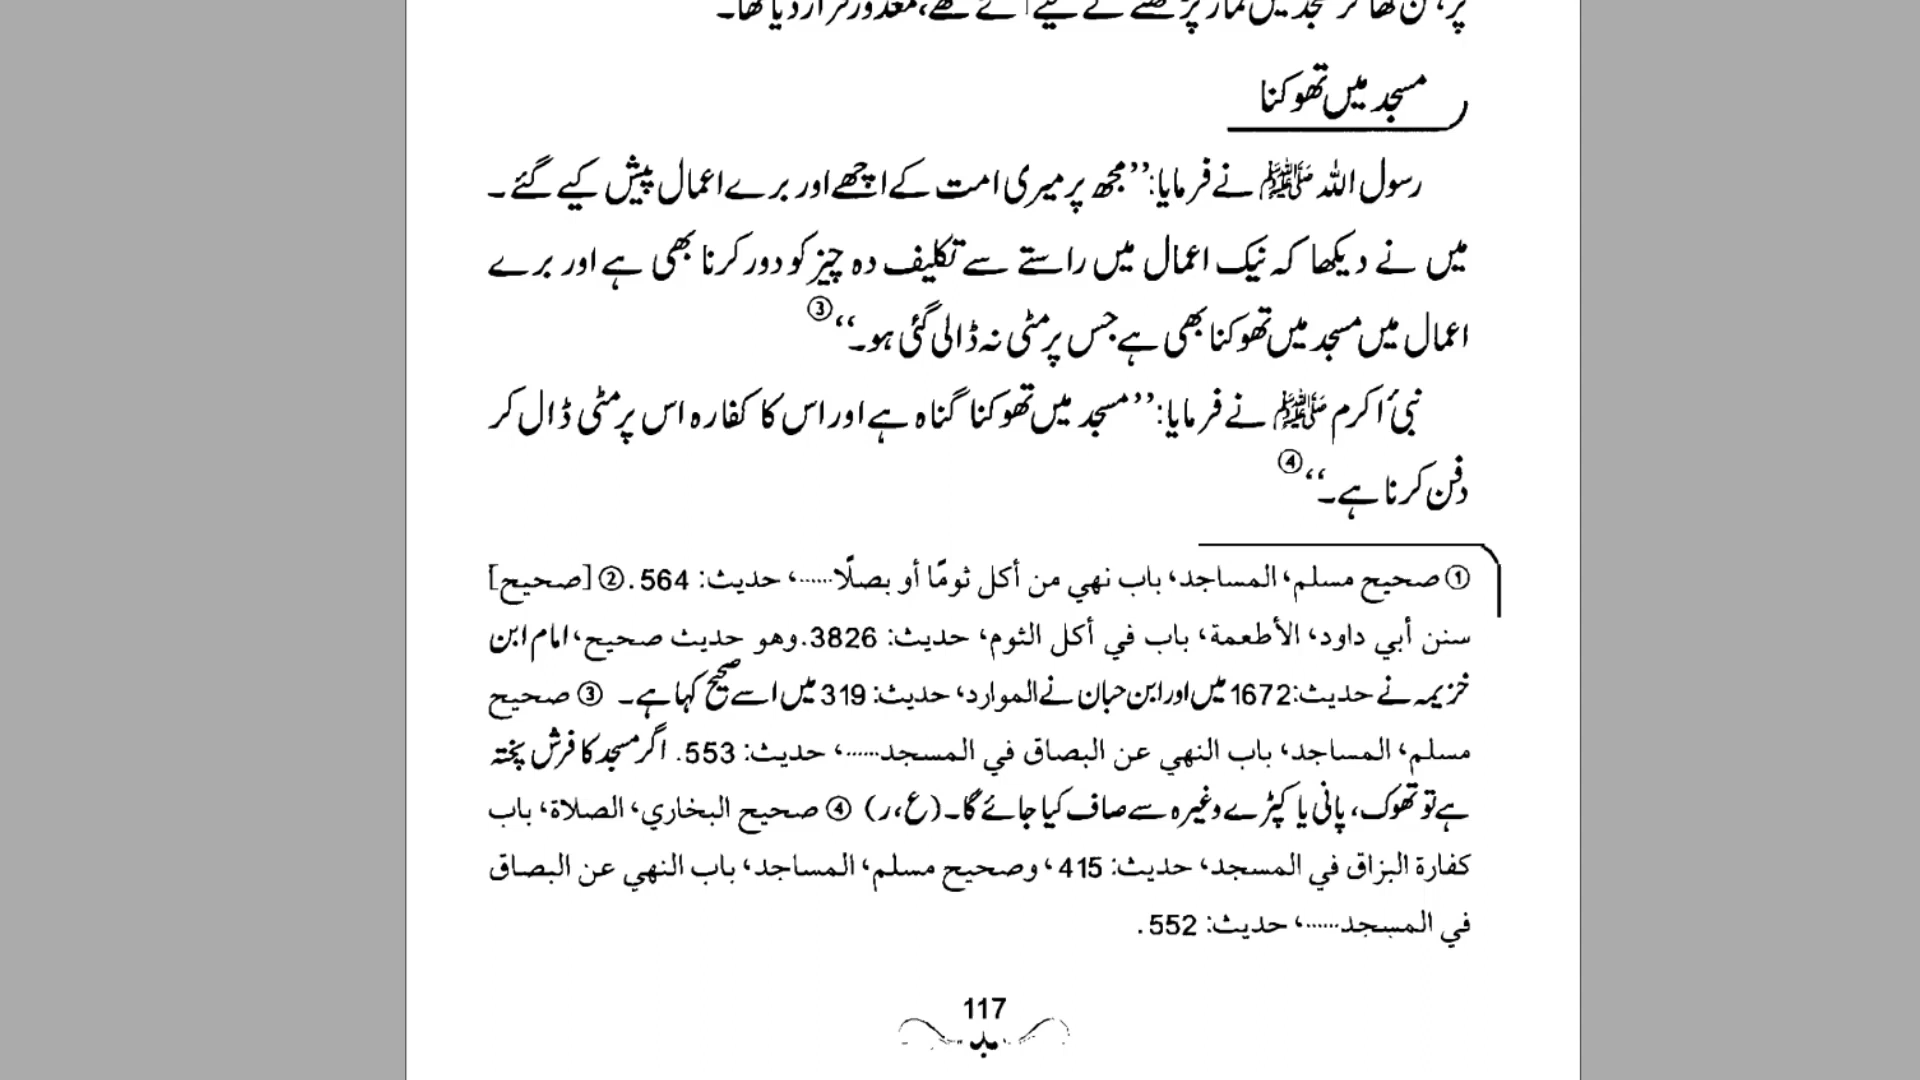 مسجد میں تھوکنا
رسول اللہ ﷺ نے فرمایا: ’’مجھ پر میری امت کے اچھے اور برے اعمال پیش کیے گئے۔
میں نے دیکھا کہ نیک اعمال میں راستے سے تکلیف دہ چیز کو دور کرنا بھی ہے اور برے
اعمال میں مسجد میں تھوکنا بھی ہے جس پر مٹی نہ ڈالی گئی ہو۔‘‘③
نبیٔ اکرم ﷺ نے فرمایا: ’’مسجد میں تھوکنا گناہ ہے اور اس کا کفارہ اس پر مٹی ڈال کر
دفن کرنا ہے۔‘‘④
① صحيح مسلم، المساجد، باب نهي من أكل ثومًا أو بصلًا......، حديث: 564. ② [صحيح]
سنن أبي داود، الأطعمة، باب في أكل الثوم، حديث: 3826. وهو حديث صحيح، امام ابن
خزیمہ نے حديث: 1672 میں اور ابن حبان نے الموارد، حديث: 319 میں اسے صحیح کہا ہے۔ ③ صحيح
مسلم، المساجد، باب النهي عن البصاق في المسجد......، حديث: 553. اگر مسجد کا فرش پختہ
ہے تو تھوک، پانی یا کپڑے وغیرہ سے صاف کیا جائے گا۔ (ع، ر) ④ صحيح البخاري، الصلاة، باب
كفارة البزاق في المسجد، حديث: 415، وصحيح مسلم، المساجد، باب النهي عن البصاق
في المسجد......، حديث: 552.
117